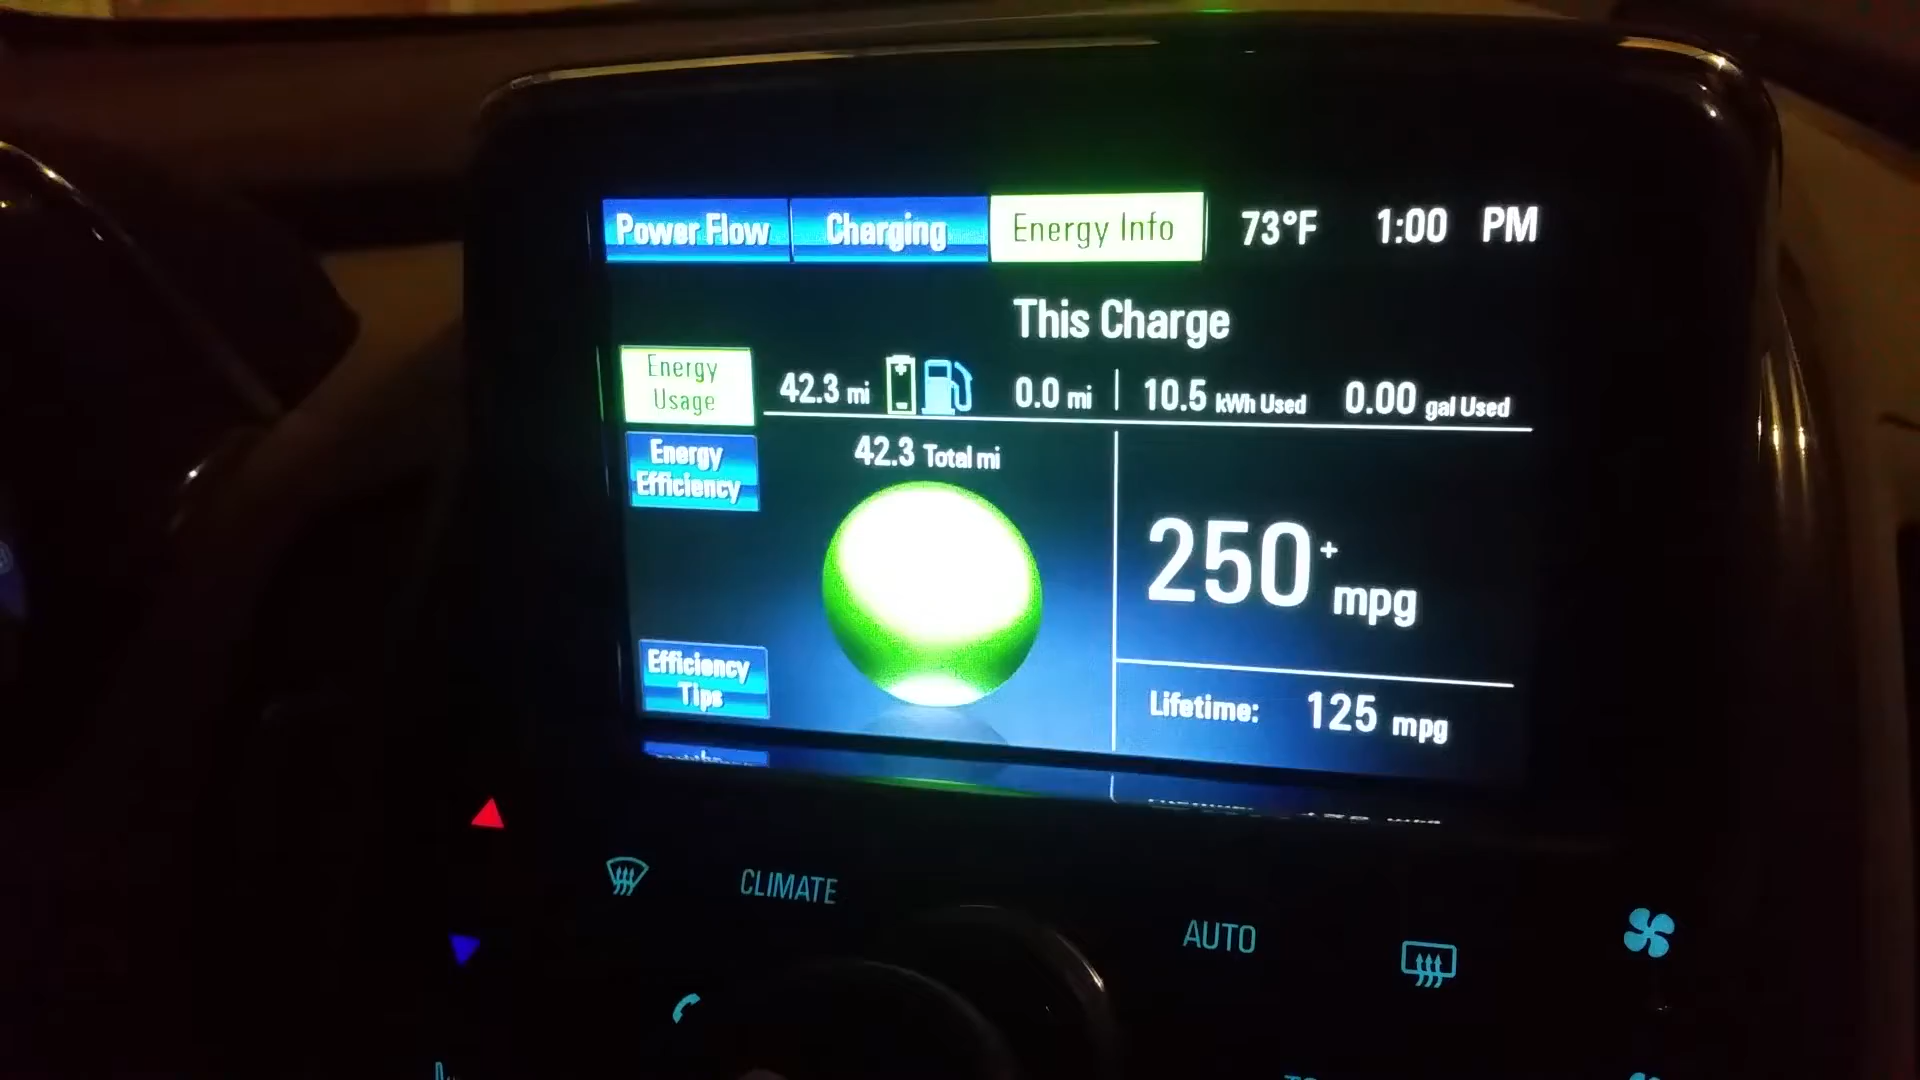 Power Flow Charging Energy Info 73°F 1:00 PM
This Charge
Energy Usage
42.3 mi 0.0 mi 10.5 kWh Used 0.00 gal Used
Energy Efficiency
42.3 Total mi
250+ mpg
Efficiency Tips
Lifetime: 125 mpg
CLIMATE
AUTO